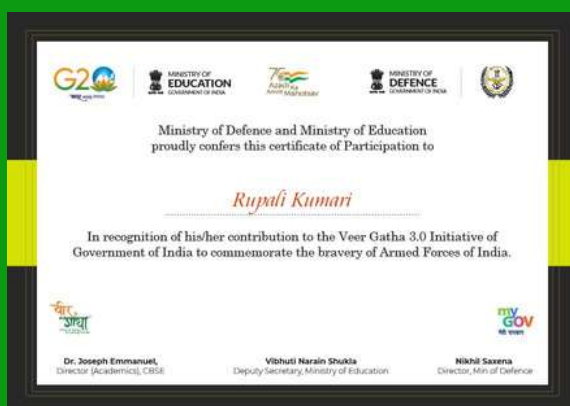 G20
MINISTRY OF
EDUCATION
GOVERNMENT OF INDIA
Azadi Ka
Amrit Mahotsav
MINISTRY OF
DEFENCE
GOVERNMENT OF INDIA
Ministry of Defence and Ministry of Education
proudly confers this certificate of Participation to
Rupali Kumari
In recognition of his/her contribution to the Veer Gatha 3.0 Initiative of
Government of India to commemorate the bravery of Armed Forces of India.
वीर
गाथा
my
GOV
मेरी सरकार
Dr. Joseph Emmanuel,
Director (Academics), CBSE
Vibhuti Narain Shukla
Deputy Secretary, Ministry of Education
Nikhil Saxena
Director, Min of Defence